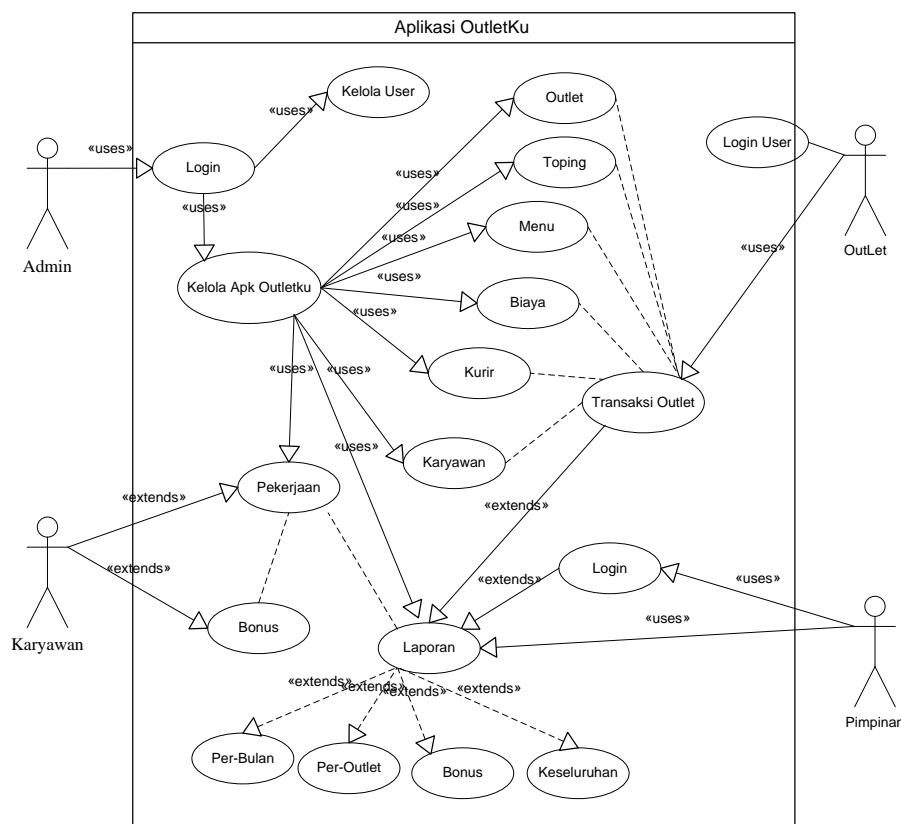 Aplikasi OutletKu
Kelola User
Outlet
«uses»
Login User
«uses»
Login
Toping
«uses»
«uses»
«uses»
Menu
Admin
«uses»
«uses»
OutLet
Kelola Apk Outletku
«uses»
Biaya
«uses»
Kurir
«uses»
«uses»
Transaksi Outlet
«uses»
Karyawan
Pekerjaan
«extends»
«extends»
Login
«extends»
«uses»
«extends»
Bonus
«uses»
Karyawan
Laporan
«extends»
«extends»
«extends»
«extends»
Pimpinar
Per-Bulan
Per-Outlet
Bonus
Keseluruhan